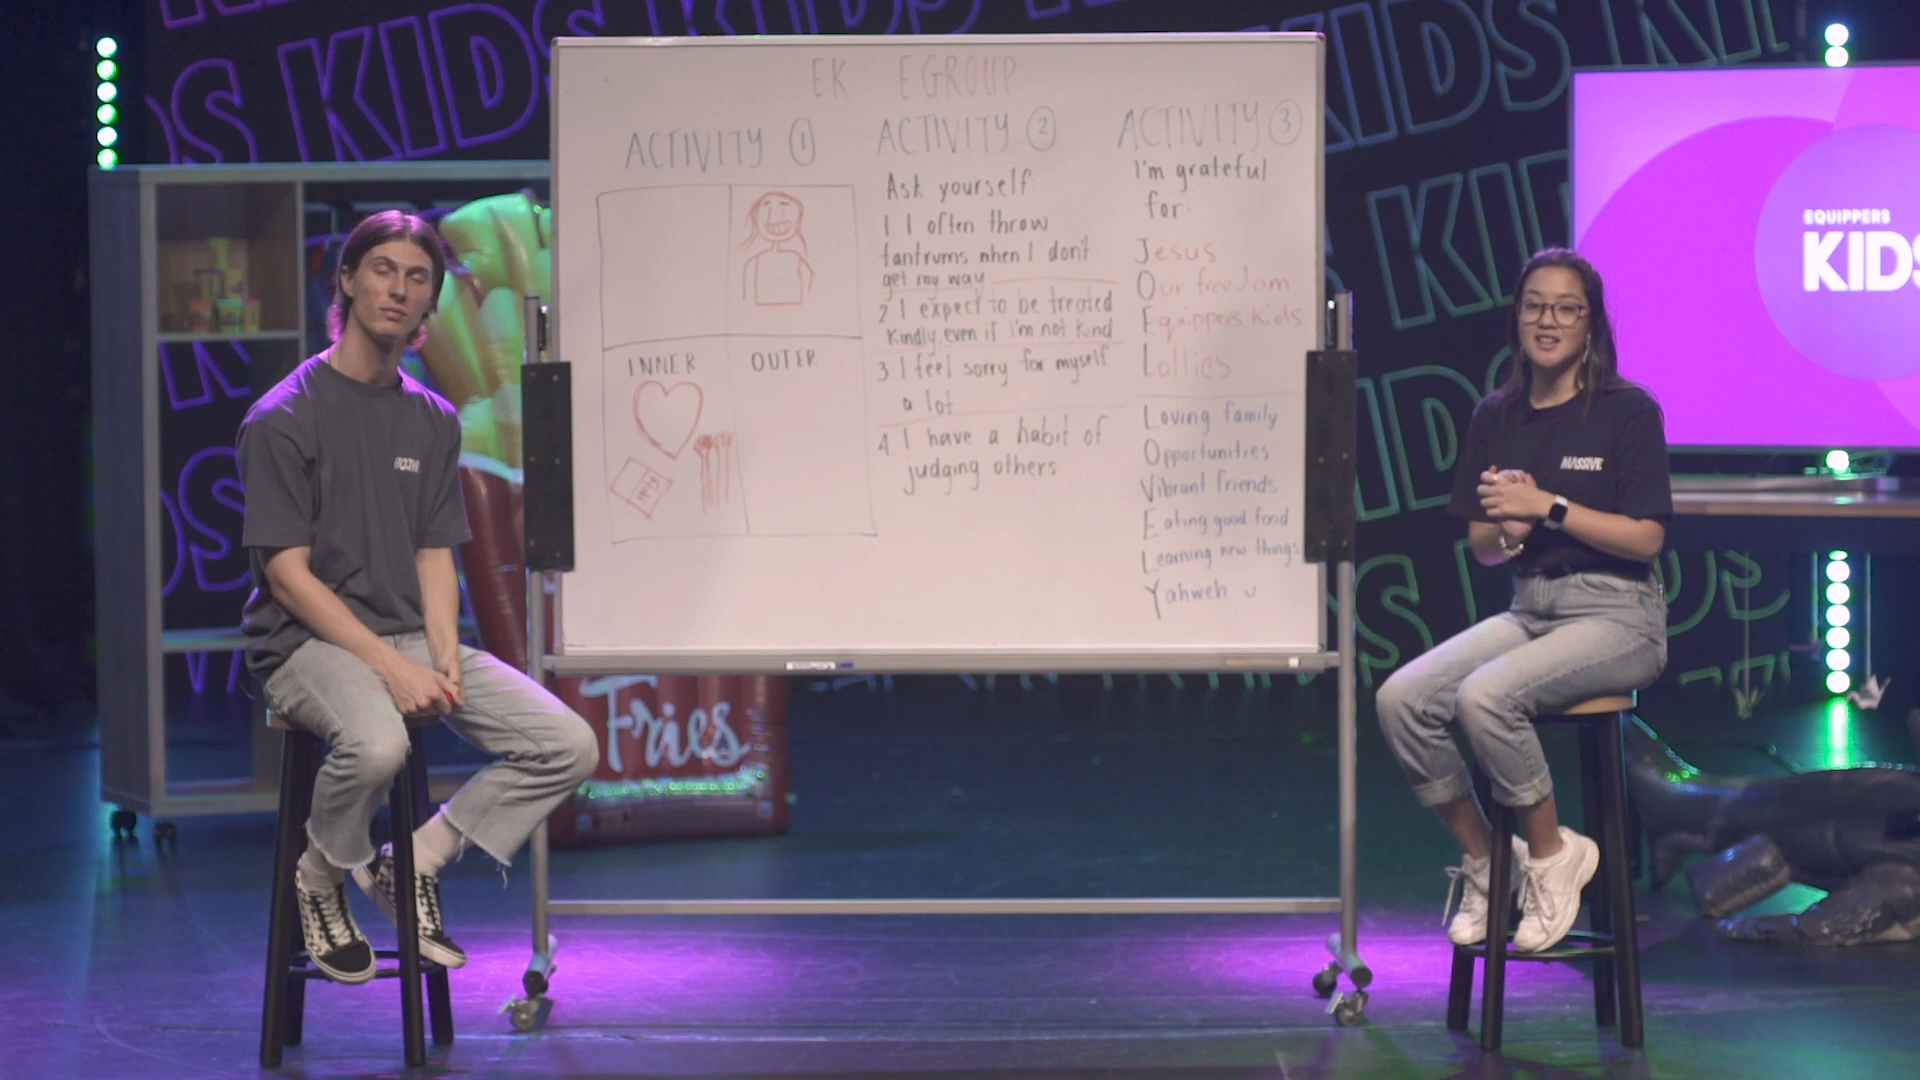 KIDS KIDS KIDS
KIDS
EK EGROUP
ACTIVITY 1
INNER
OUTER
ACTIVITY 2
Ask yourself:
1 I often throw
tantrums when I don't
get my way
2 I expect to be treated
kindly, even if i'm not kind
3. I feel sorry for myself
a lot
4 I have a habit of
judging others
ACTIVITY 3
I'm grateful
for:
Jesus
Our freedom
Equippers Kids
Lollies
Loving family
Opportunities
Vibrant friends
Eating good food
Learning new things
Yahweh
EQUIPPERS
KIDS
MASSIVE
Fries